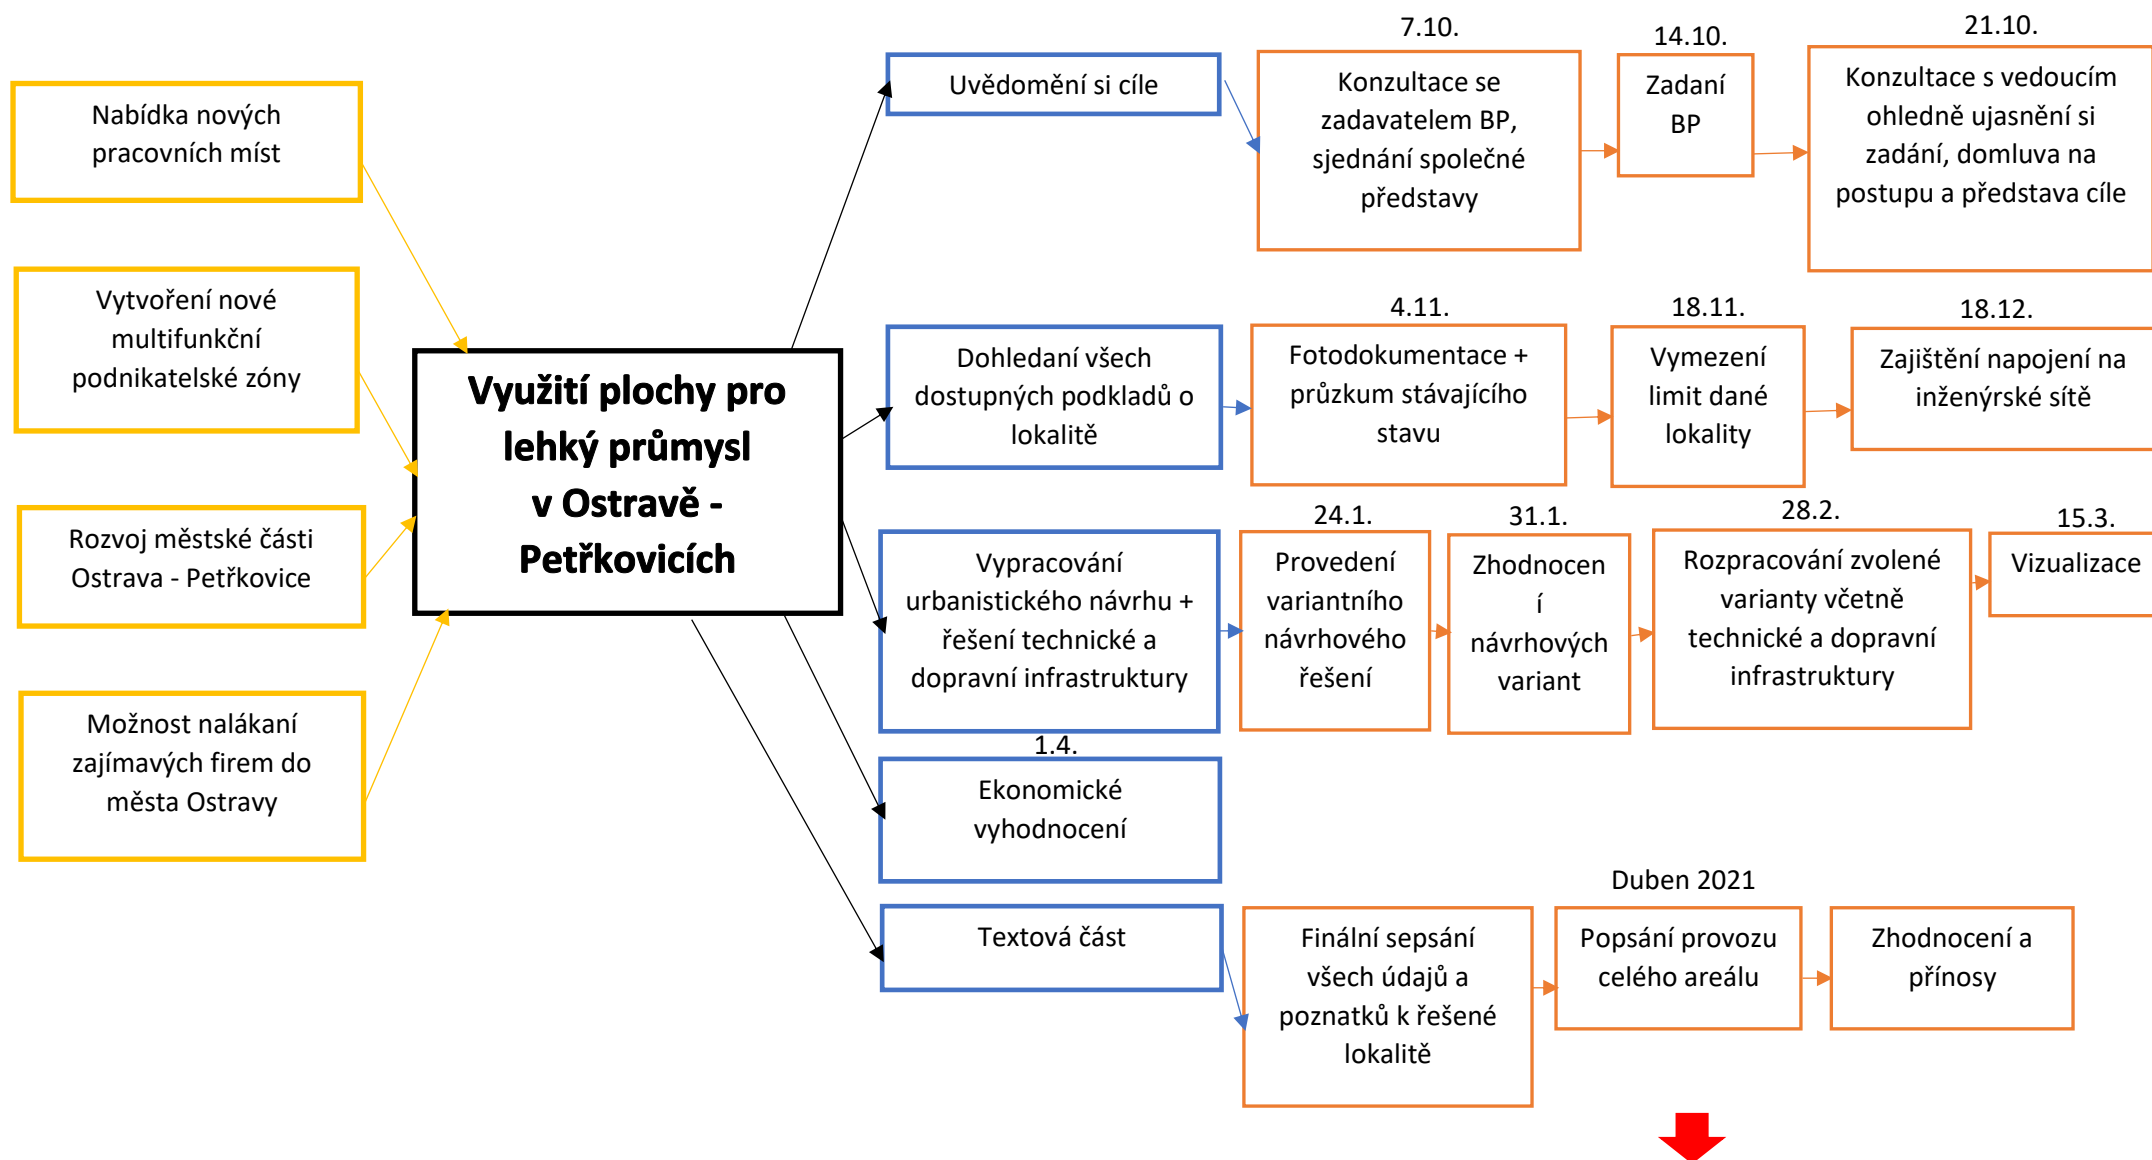 Nabídka nových
pracovních míst
Vytvoření nové
multifunkční
podnikatelské zóny
Rozvoj městské části
Ostrava - Petřkovice
Možnost nalákaní
zajímavých firem do
města Ostravy
Využití plochy pro
lehký průmysl
v Ostravě -
Petřkovicích
Uvědomění si cíle
7.10.
Konzultace se
zadavatelem BP,
sjednání společné
představy
14.10.
Zadaní
BP
21.10.
Konzultace s vedoucím
ohledně ujasnění si
zadání, domluva na
postupu a představa cíle
Dohledaní všech
dostupných podkladů o
lokalitě
4.11.
Fotodokumentace +
průzkum stávajícího
stavu
18.11.
Vymezení
limit dané
lokality
18.12.
Zajištění napojení na
inženýrské sítě
Vypracování
urbanistického návrhu +
řešení technické a
dopravní infrastruktury
24.1.
Provedení
variantního
návrhového
řešení
31.1.
Zhodnocen
í
návrhových
variant
28.2.
Rozpracování zvolené
varianty včetně
technické a dopravní
infrastruktury
15.3.
Vizualizace
1.4.
Ekonomické
vyhodnocení
Textová část
Finální sepsání
všech údajů a
poznatků k řešené
lokalitě
Duben 2021
Popsání provozu
celého areálu
Zhodnocení a
přínosy